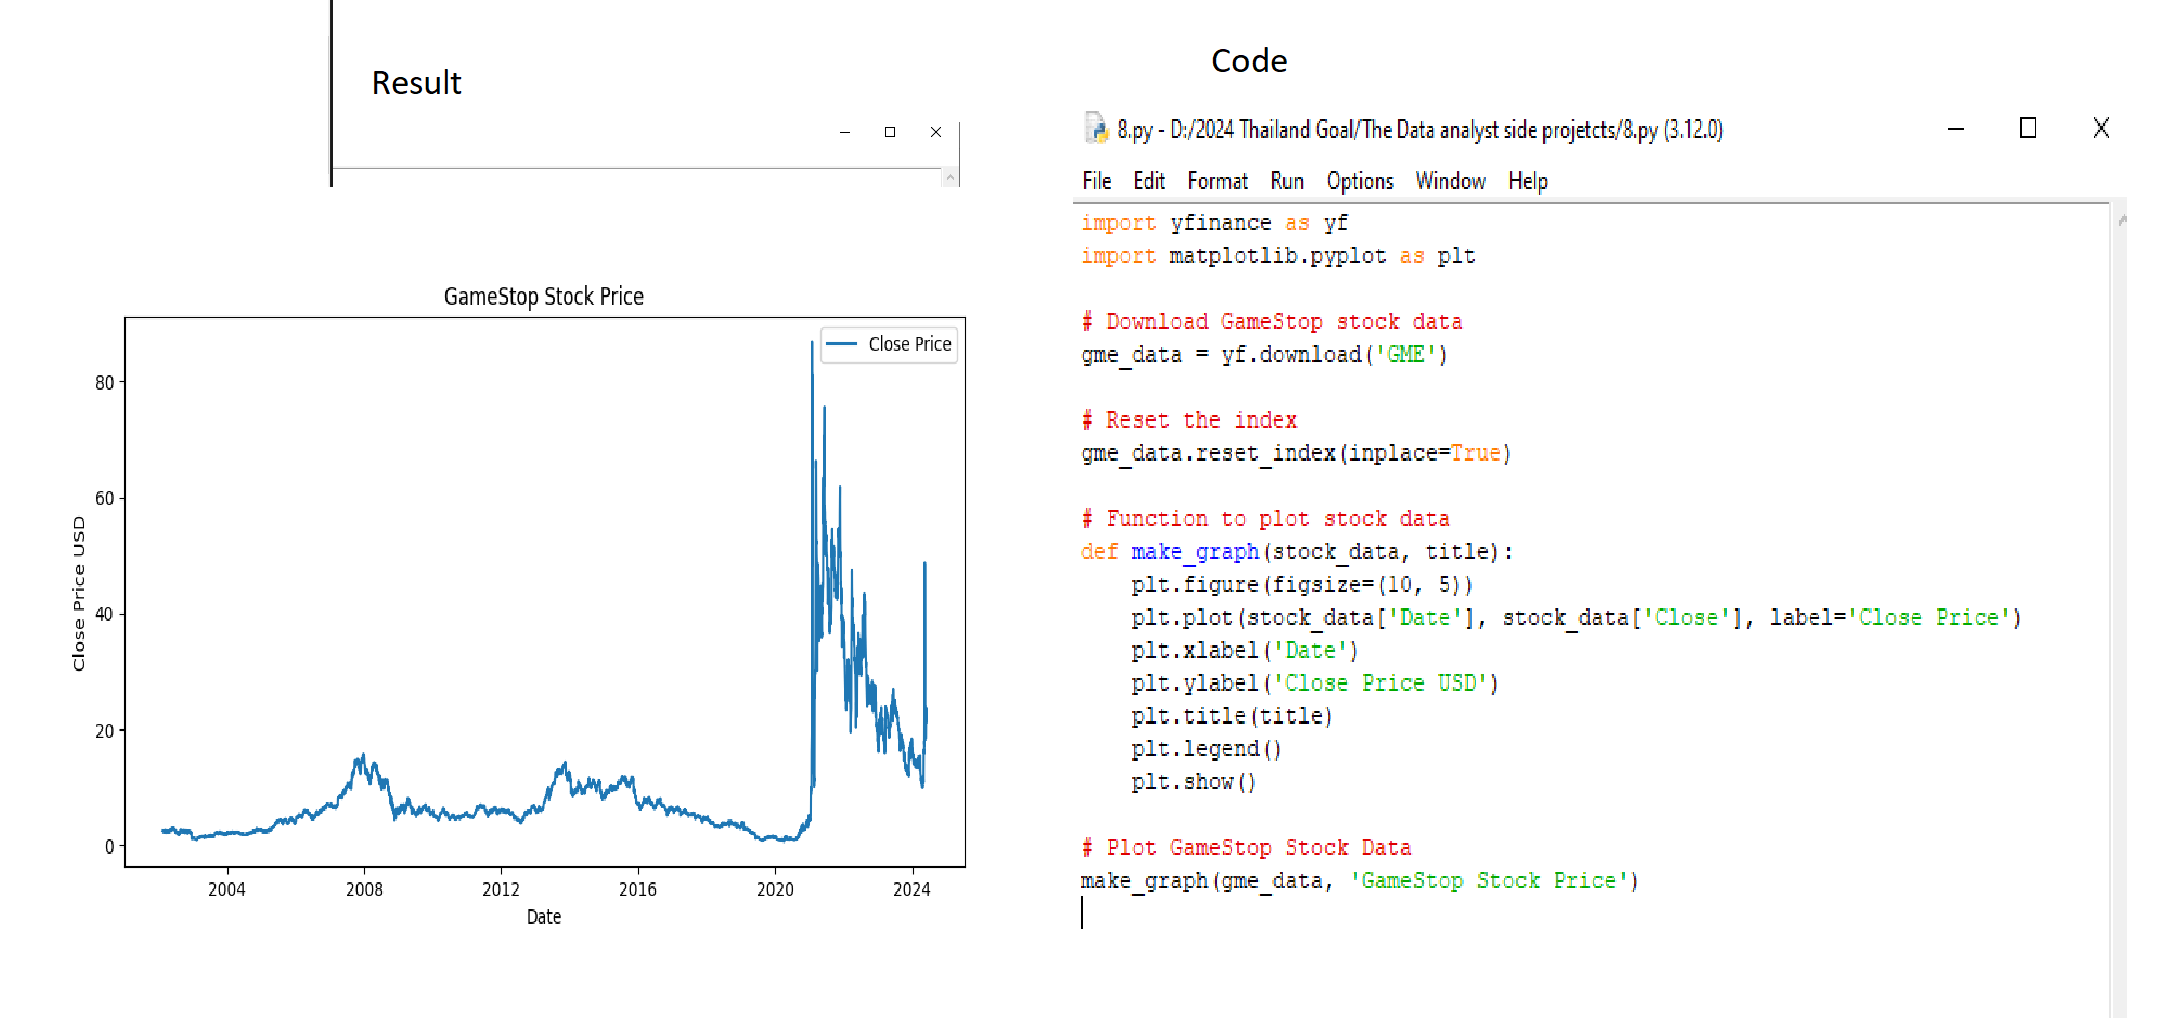 Result
GameStop Stock Price
Close Price
Close Price USD
80
60
40
20
0
2004 2008 2012 2016 2020 2024
Date
Code
8.py - D:/2024 Thailand Goal/The Data analyst side projetcts/8.py (3.12.0)
File Edit Format Run Options Window Help
import yfinance as yf
import matplotlib.pyplot as plt
# Download GameStop stock data
gme_data = yf.download('GME')
# Reset the index
gme_data.reset_index(inplace=True)
# Function to plot stock data
def make_graph(stock_data, title):
    plt.figure(figsize=(10, 5))
    plt.plot(stock_data['Date'], stock_data['Close'], label='Close Price')
    plt.xlabel('Date')
    plt.ylabel('Close Price USD')
    plt.title(title)
    plt.legend()
    plt.show()
# Plot GameStop Stock Data
make_graph(gme_data, 'GameStop Stock Price')